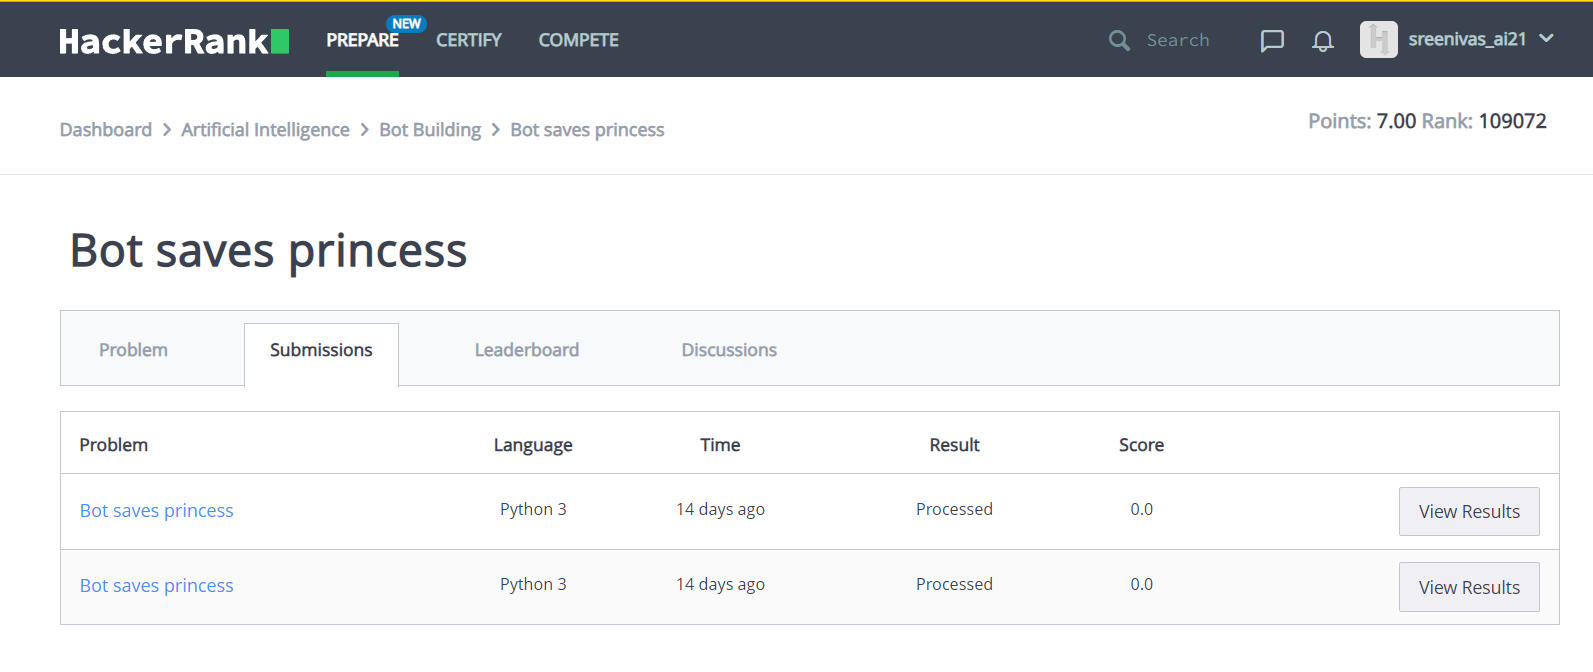 HackerRank PREPARE NEW CERTIFY COMPETE Search sreenivas_ai21
Dashboard > Artificial Intelligence > Bot Building > Bot saves princess Points: 7.00 Rank: 109072
Bot saves princess
Problem Submissions Leaderboard Discussions
Problem Language Time Result Score
Bot saves princess Python 3 14 days ago Processed 0.0 View Results
Bot saves princess Python 3 14 days ago Processed 0.0 View Results